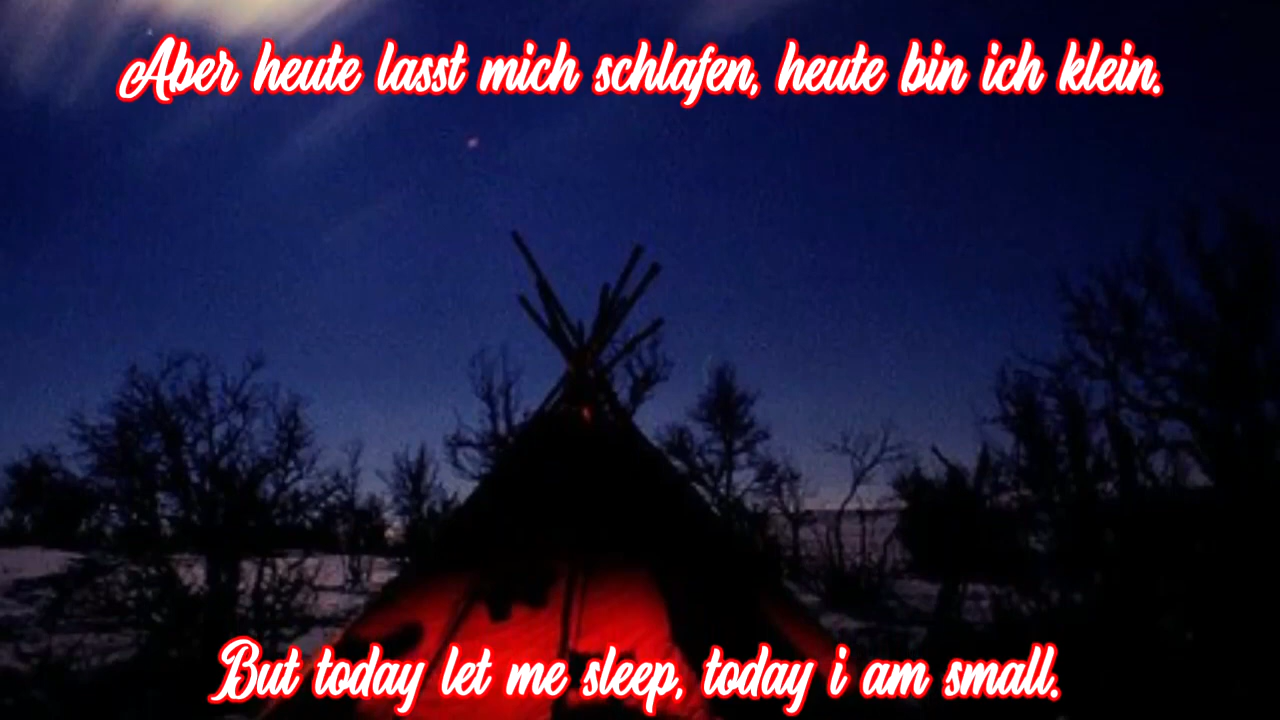 Aber heute lasst mich schlafen, heute bin ich klein.
But today let me sleep, today i am small.